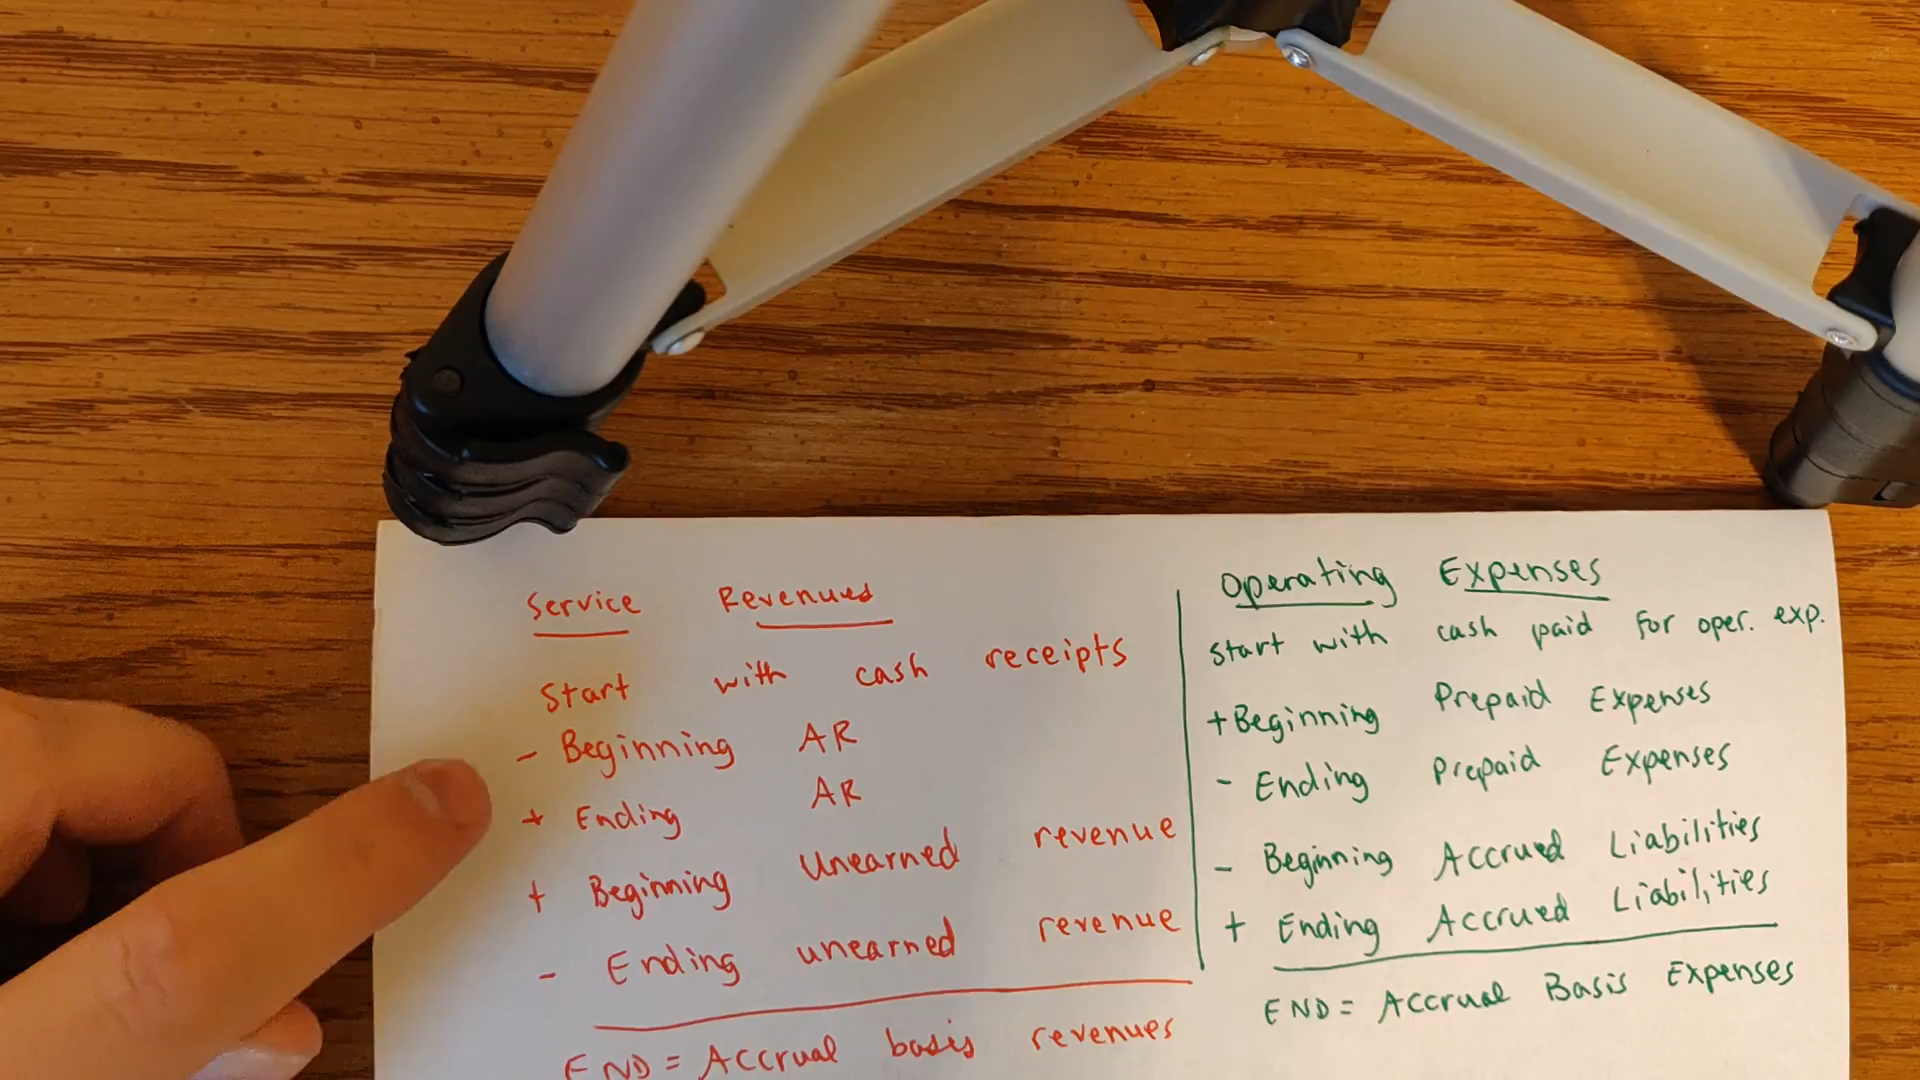 Service Revenues
Start with cash receipts
- Beginning AR
+ Ending AR
+ Beginning Unearned revenue
- Ending unearned revenue
END = Accrual basis revenues
Operating Expenses
Start with cash paid for oper. exp.
+ Beginning Prepaid Expenses
- Ending Prepaid Expenses
- Beginning Accrued Liabilities
+ Ending Accrued Liabilities
END = Accrual Basis Expenses